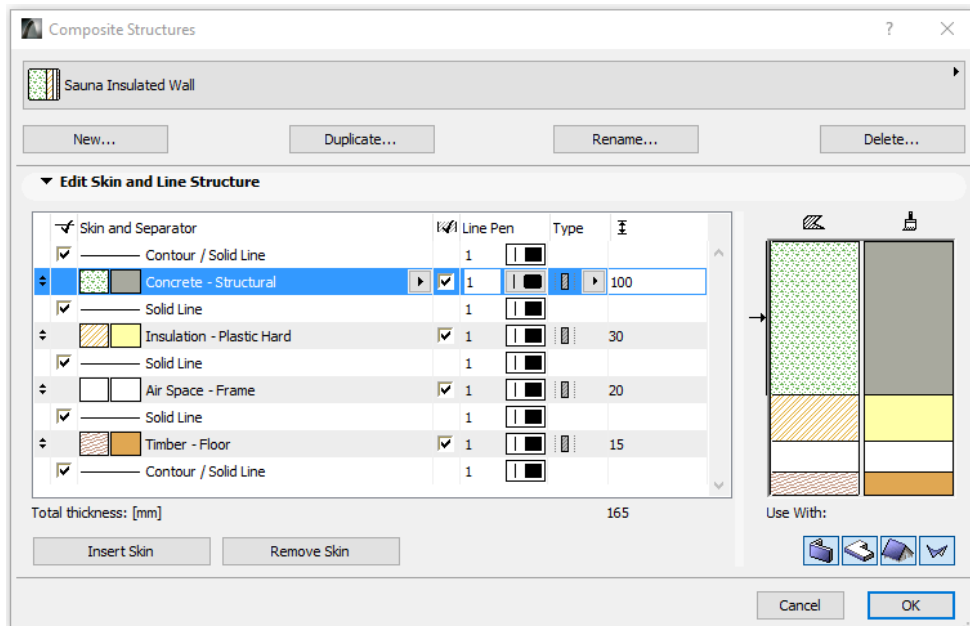 Composite Structures
Sauna Insulated Wall
New... Duplicate... Rename... Delete...
Edit Skin and Line Structure
Skin and Separator Line Pen Type
Contour / Solid Line 1
Concrete - Structural 1 100
Solid Line 1
Insulation - Plastic Hard 1 30
Solid Line 1
Air Space - Frame 1 20
Solid Line 1
Timber - Floor 1 15
Contour / Solid Line 1
Total thickness: [mm] 165 Use With:
Insert Skin Remove Skin
Cancel OK